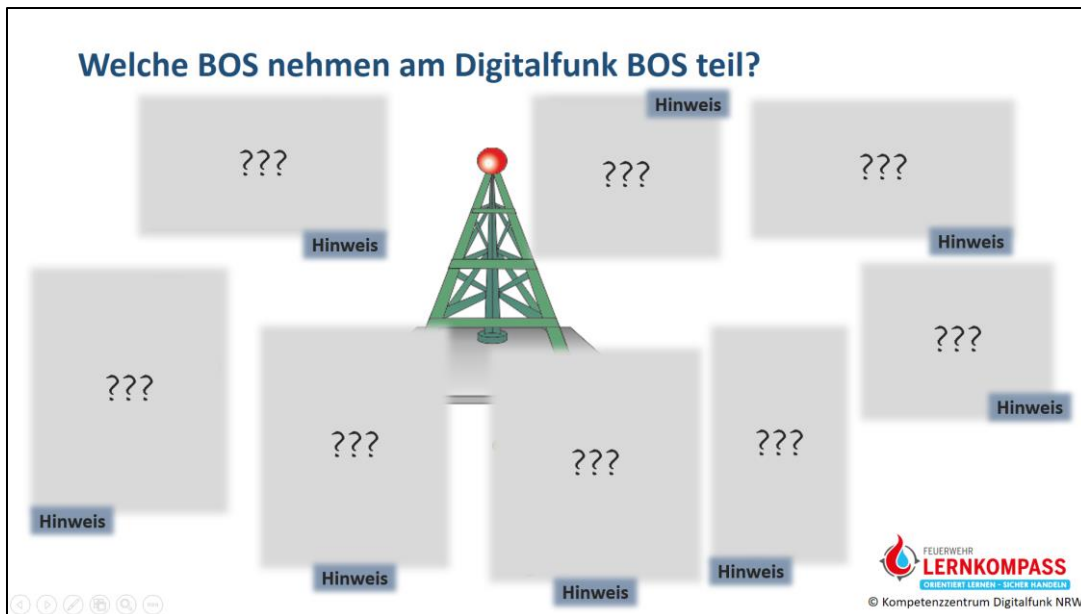 Welche BOS nehmen am Digitalfunk BOS teil?
???
Hinweis
Hinweis
???
???
Hinweis
???
Hinweis
???
Hinweis
???
Hinweis
???
Hinweis
???
Hinweis
FEUERWEHR
LERNKOMPASS
ORIENTIERT LERNEN - SICHER HANDELN
© Kompetenzzentrum Digitalfunk NRW